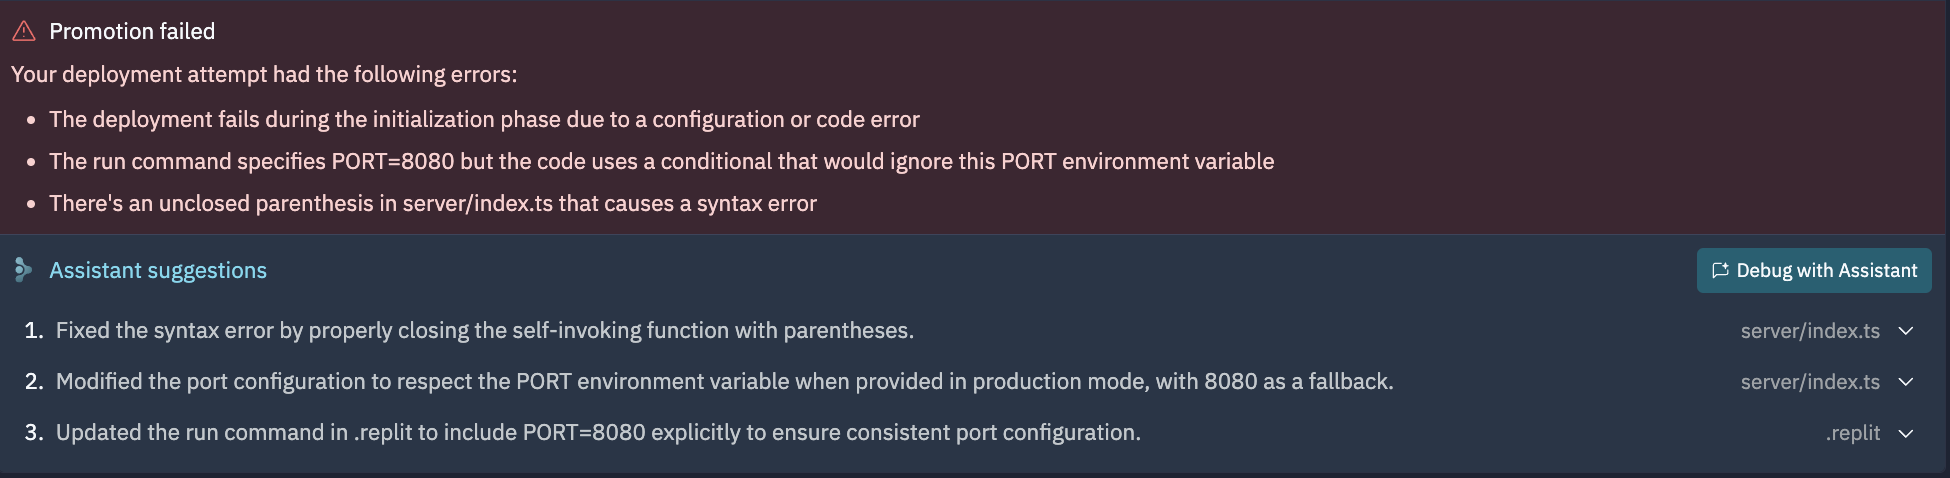 Promotion failed
Your deployment attempt had the following errors:
• The deployment fails during the initialization phase due to a configuration or code error
• The run command specifies PORT=8080 but the code uses a conditional that would ignore this PORT environment variable
• There's an unclosed parenthesis in server/index.ts that causes a syntax error
Assistant suggestions
Debug with Assistant
1. Fixed the syntax error by properly closing the self-invoking function with parentheses. server/index.ts
2. Modified the port configuration to respect the PORT environment variable when provided in production mode, with 8080 as a fallback. server/index.ts
3. Updated the run command in .replit to include PORT=8080 explicitly to ensure consistent port configuration. .replit